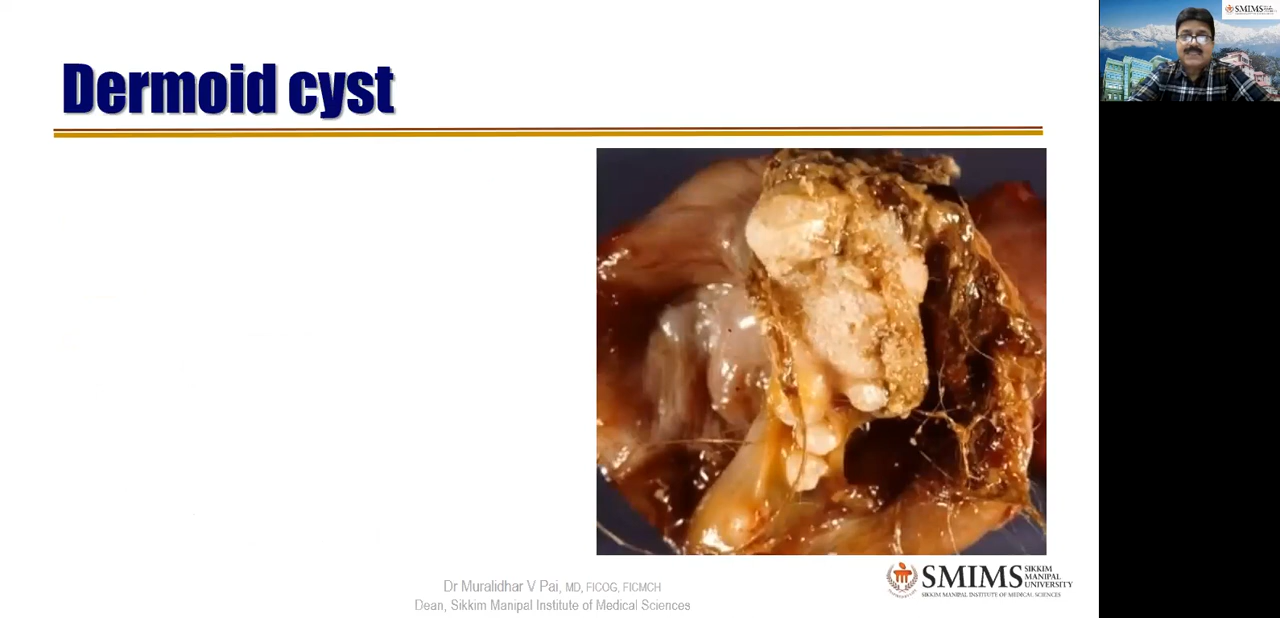 Dermoid cyst
SMIMS
Dr Muralidhar V Pai, MD, FICOG, FICMCH
Dean, Sikkim Manipal Institute of Medical Sciences
SMIMS
SIKKIM
MANIPAL
UNIVERSITY
SIKKIM MANIPAL INSTITUTE OF MEDICAL SCIENCES